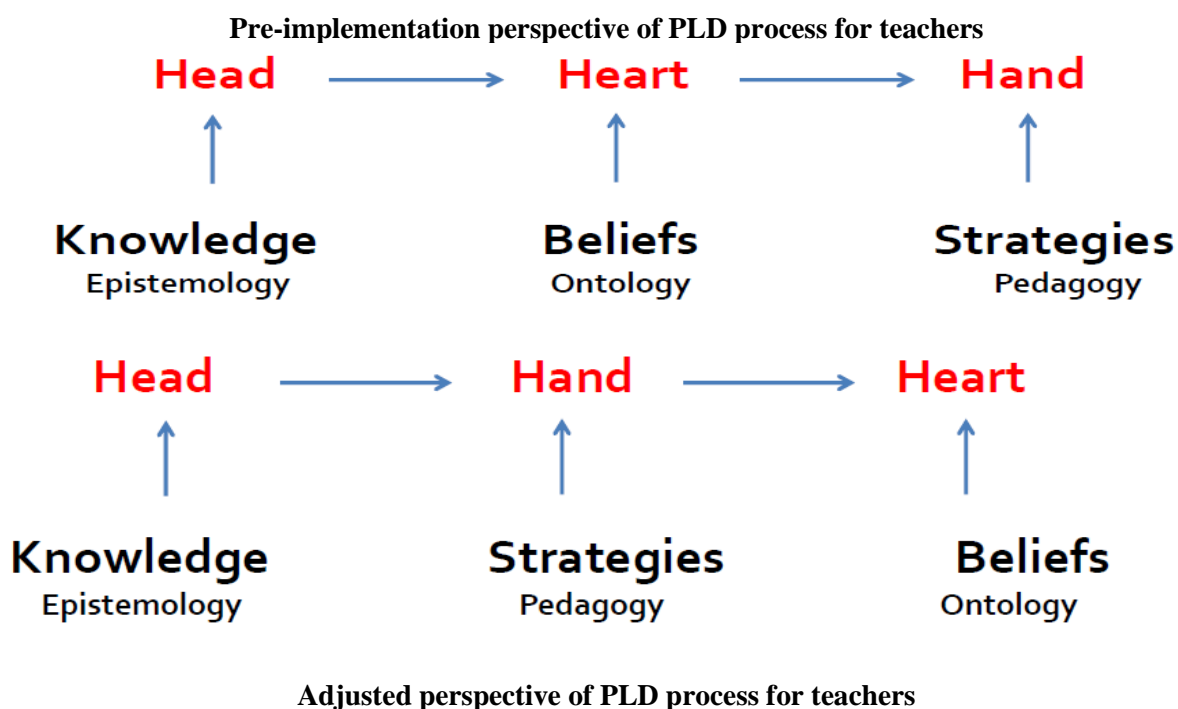 Pre-implementation perspective of PLD process for teachers
Head Heart Hand
Knowledge Beliefs Strategies
Epistemology Ontology Pedagogy
Head Hand Heart
Knowledge Strategies Beliefs
Epistemology Pedagogy Ontology
Adjusted perspective of PLD process for teachers